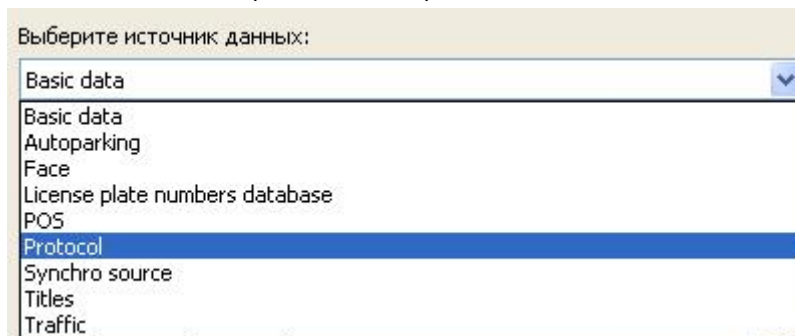 Выберите источник данных:
Basic data
Basic data
Autoparking
Face
License plate numbers database
POS
Protocol
Synchro source
Titles
Traffic